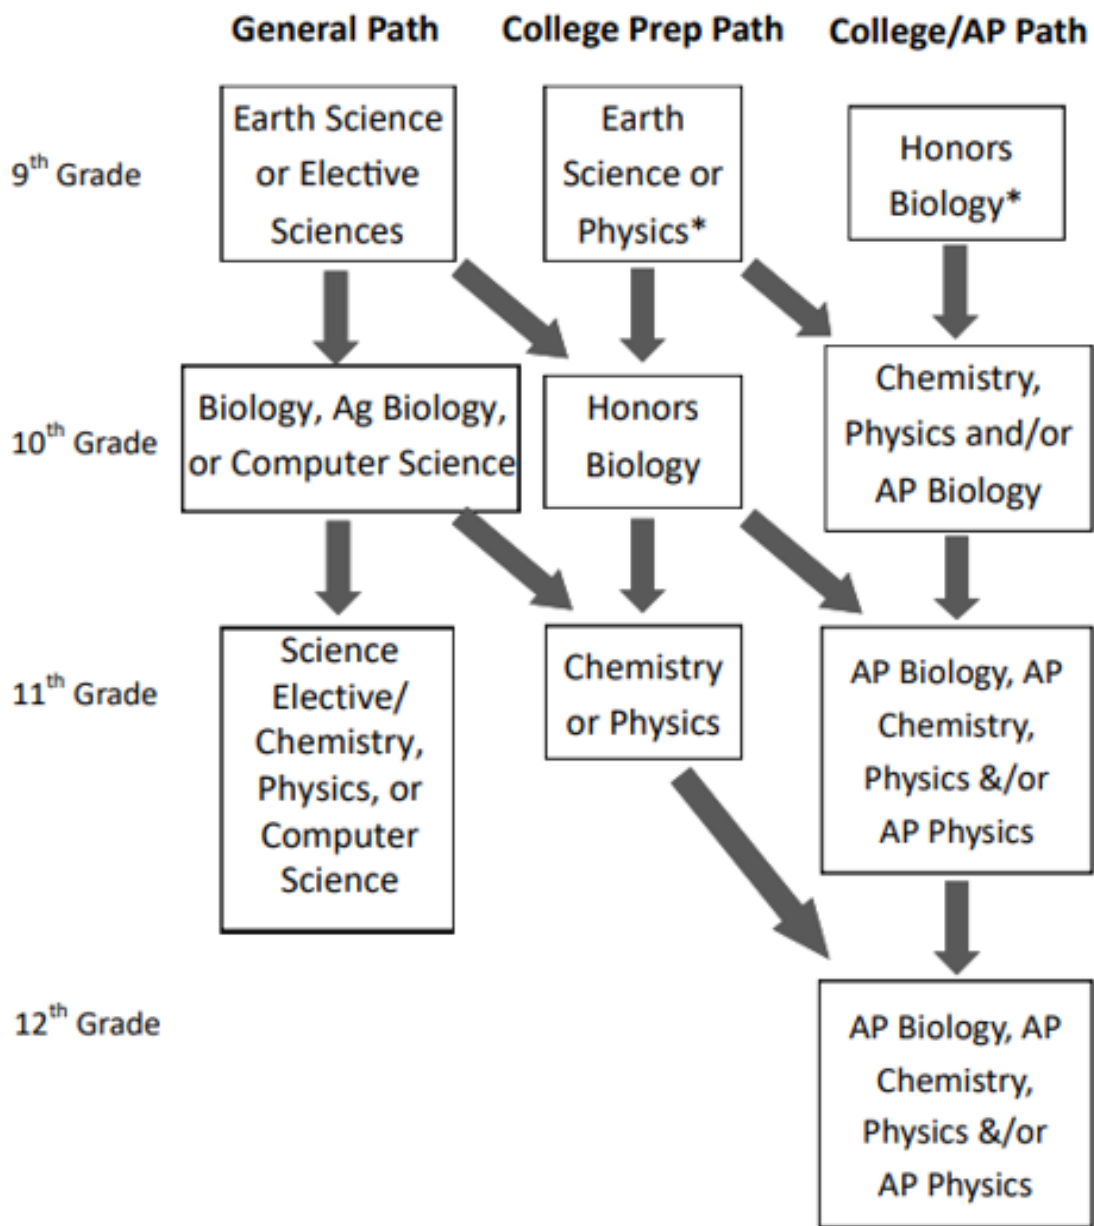 General Path
College Prep Path
College/AP Path
9th Grade
Earth Science
or Elective
Sciences
Earth
Science or
Physics*
Honors
Biology*
10th Grade
Biology, Ag Biology,
or Computer Science
Honors
Biology
Chemistry,
Physics and/or
AP Biology
11th Grade
Science
Elective/
Chemistry,
Physics, or
Computer
Science
Chemistry
or Physics
AP Biology, AP
Chemistry,
Physics &/or
AP Physics
12th Grade
AP Biology, AP
Chemistry,
Physics &/or
AP Physics